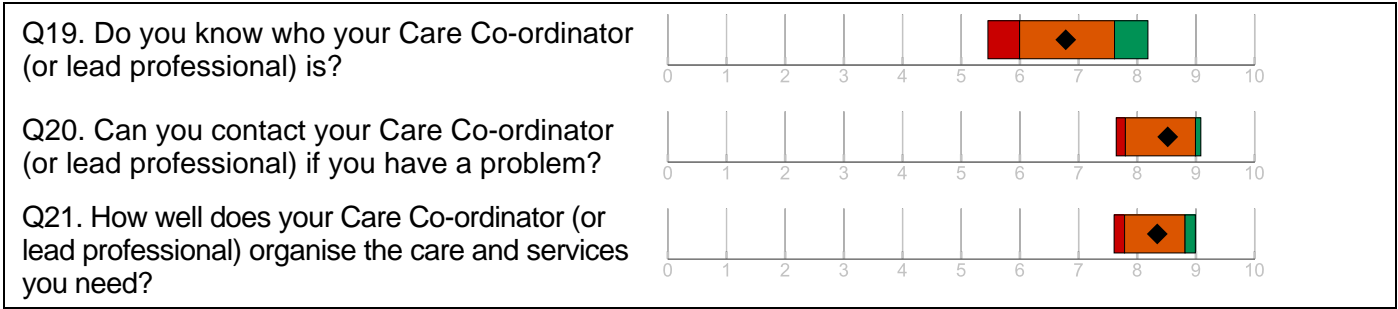 Q19. Do you know who your Care Co-ordinator
(or lead professional) is?
0 1 2 3 4 5 6 7 8 9 10
Q20. Can you contact your Care Co-ordinator
(or lead professional) if you have a problem?
0 1 2 3 4 5 6 7 8 9 10
Q21. How well does your Care Co-ordinator (or
lead professional) organise the care and services
you need?
0 1 2 3 4 5 6 7 8 9 10